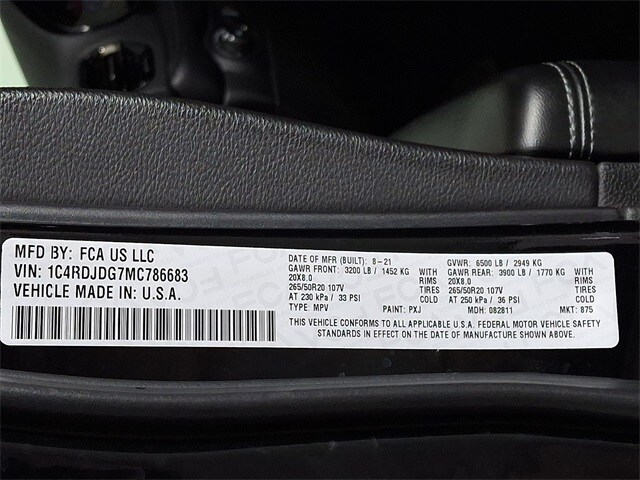 MFD BY: FCA US LLC
VIN: 1C4RDJDG7MC786683
VEHICLE MADE IN: U.S.A.
DATE OF MFR (BUILT): 8-21 GVWR: 6500 LB / 2949 KG
GAWR FRONT: 3200 LB / 1452 KG WITH GAWR REAR: 3900 LB / 1770 KG WITH
20X8.0 RIMS 20X8.0 RIMS
265/50R20 107V TIRES 265/50R20 107V TIRES
AT 230 kPa / 33 PSI COLD AT 250 kPa / 36 PSI COLD
TYPE: MPV PAINT: PXJ MDH: 082811 MKT: 875
THIS VEHICLE CONFORMS TO ALL APPLICABLE U.S.A. FEDERAL MOTOR VEHICLE SAFETY
STANDARDS IN EFFECT ON THE DATE OF MANUFACTURE SHOWN ABOVE.